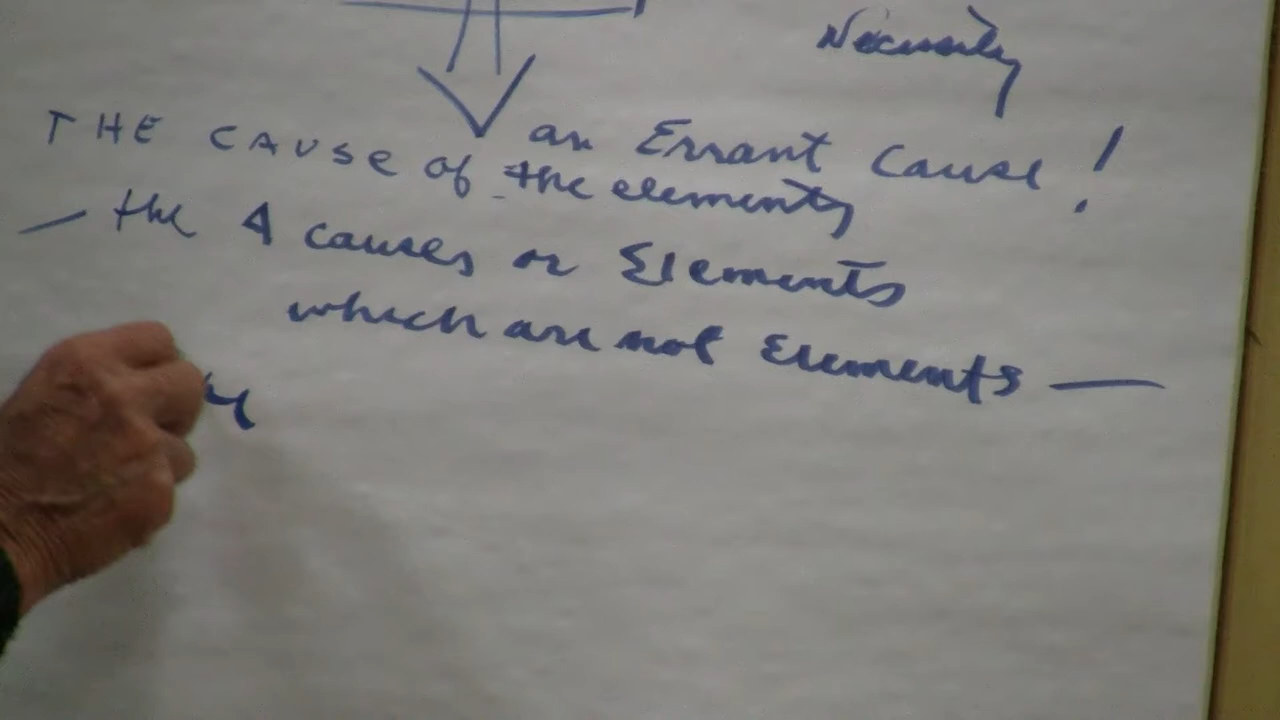 Necessity
an Errant Cause!
THE CAUSE of the elements
— the 4 causes or Elements
which are not Elements —